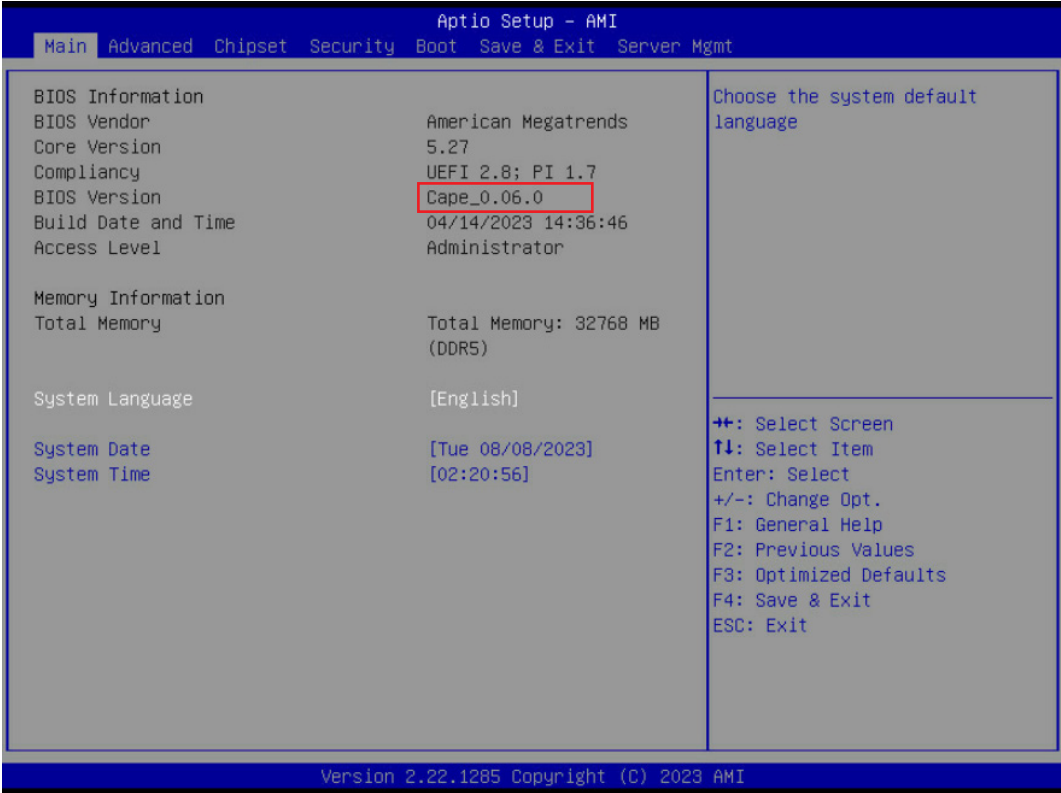 Aptio Setup – AMI
Main Advanced Chipset Security Boot Save & Exit Server Mgmt
BIOS Information
BIOS Vendor American Megatrends
Core Version 5.27
Compliancy UEFI 2.8; PI 1.7
BIOS Version Cape_0.06.0
Build Date and Time 04/14/2023 14:36:46
Access Level Administrator
Memory Information
Total Memory Total Memory: 32768 MB
(DDR5)
System Language [English]
System Date [Tue 08/08/2023]
System Time [02:20:56]
Choose the system default
language
→←: Select Screen
↑↓: Select Item
Enter: Select
+/-: Change Opt.
F1: General Help
F2: Previous Values
F3: Optimized Defaults
F4: Save & Exit
ESC: Exit
Version 2.22.1285 Copyright (C) 2023 AMI